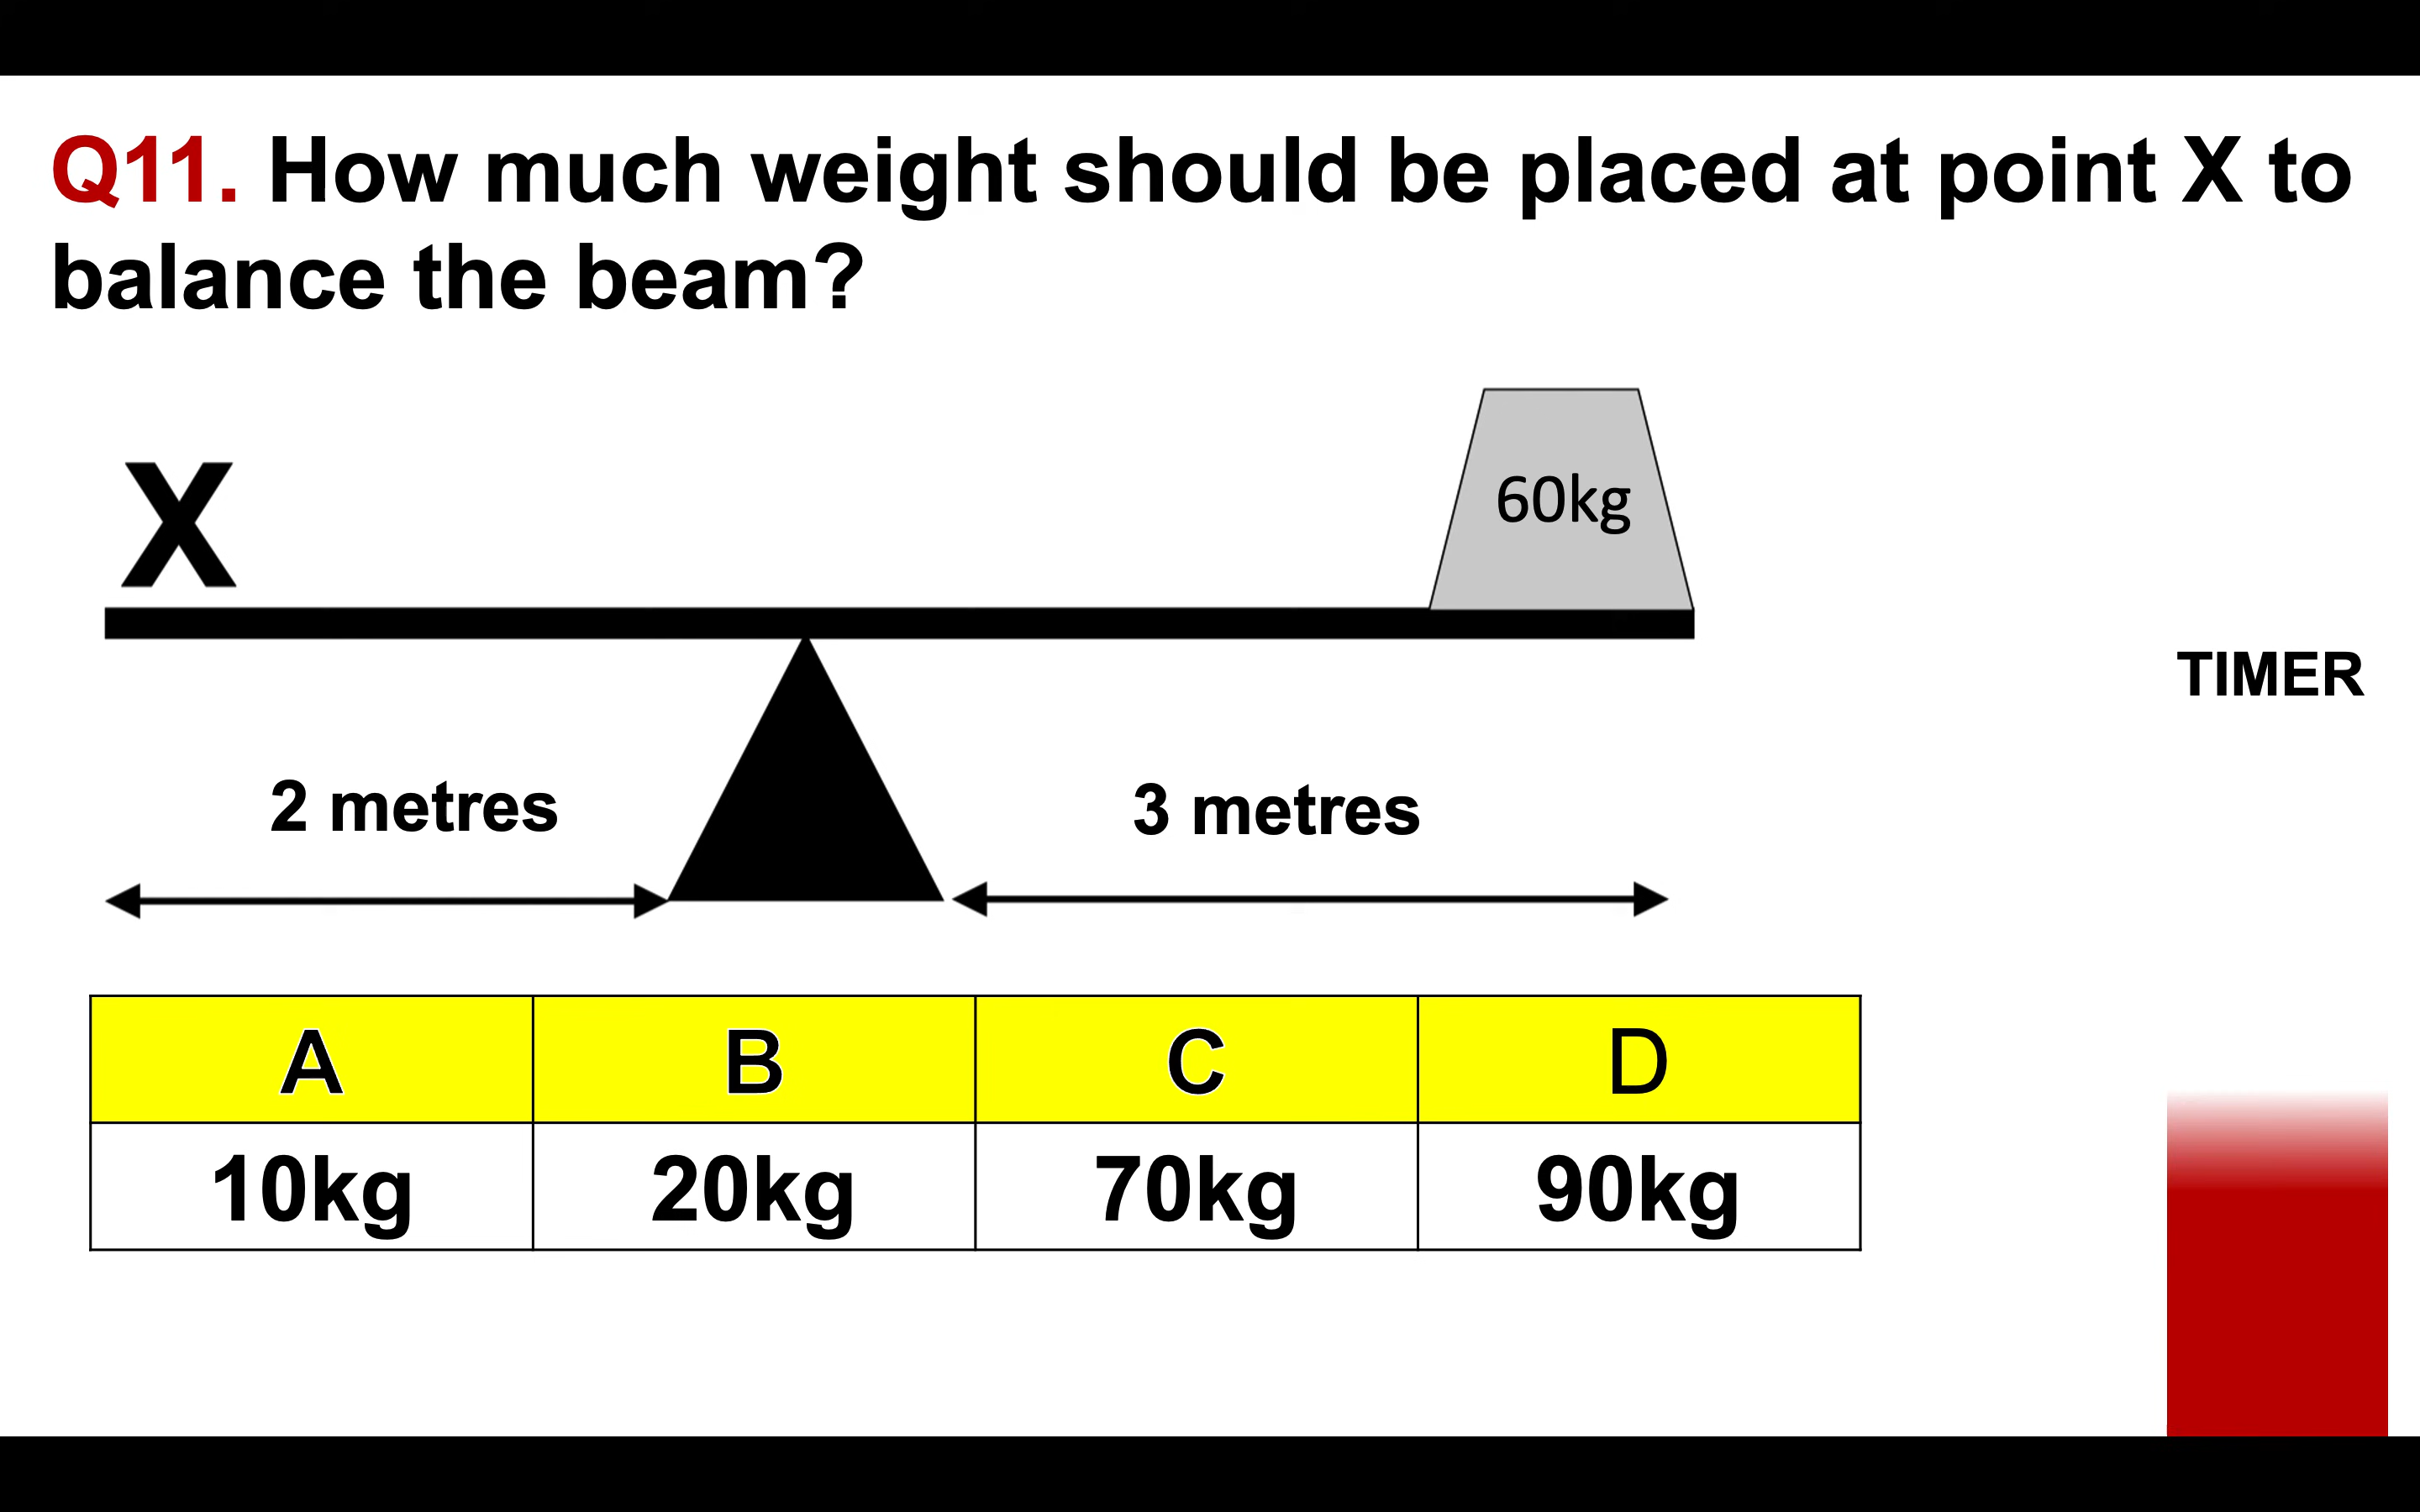 Q11. How much weight should be placed at point X to
balance the beam?
X
60kg
TIMER
2 metres
3 metres
A B C D
10kg 20kg 70kg 90kg